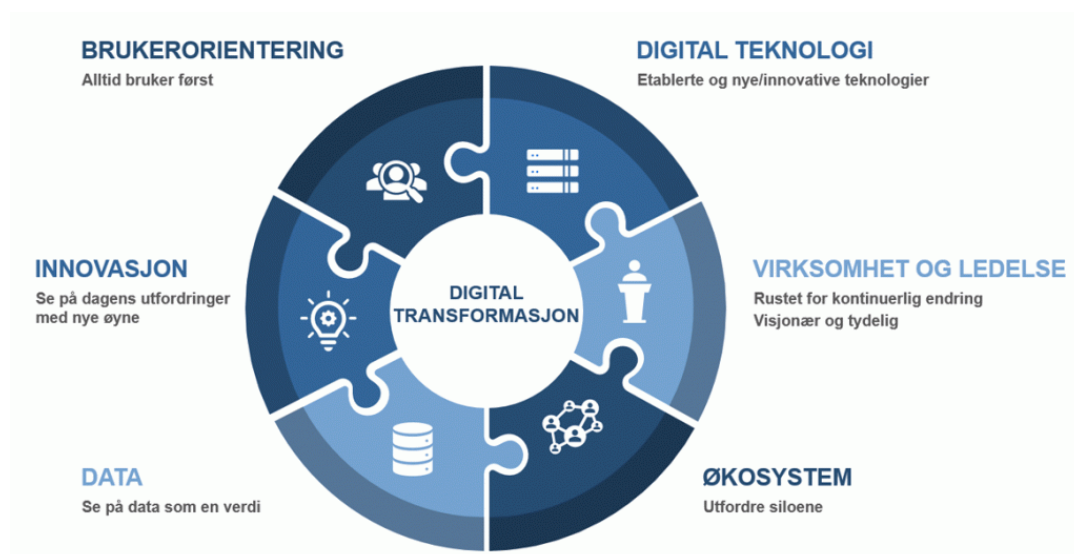 BRUKERORIENTERING
Alltid bruker først
DIGITAL TEKNOLOGI
Etablerte og nye/innovative teknologier
INNOVASJON
Se på dagens utfordringer
med nye øyne
DIGITAL
TRANSFORMASJON
VIRKSOMHET OG LEDELSE
Rustet for kontinuerlig endring
Visjonær og tydelig
DATA
Se på data som en verdi
ØKOSYSTEM
Utfordre siloene